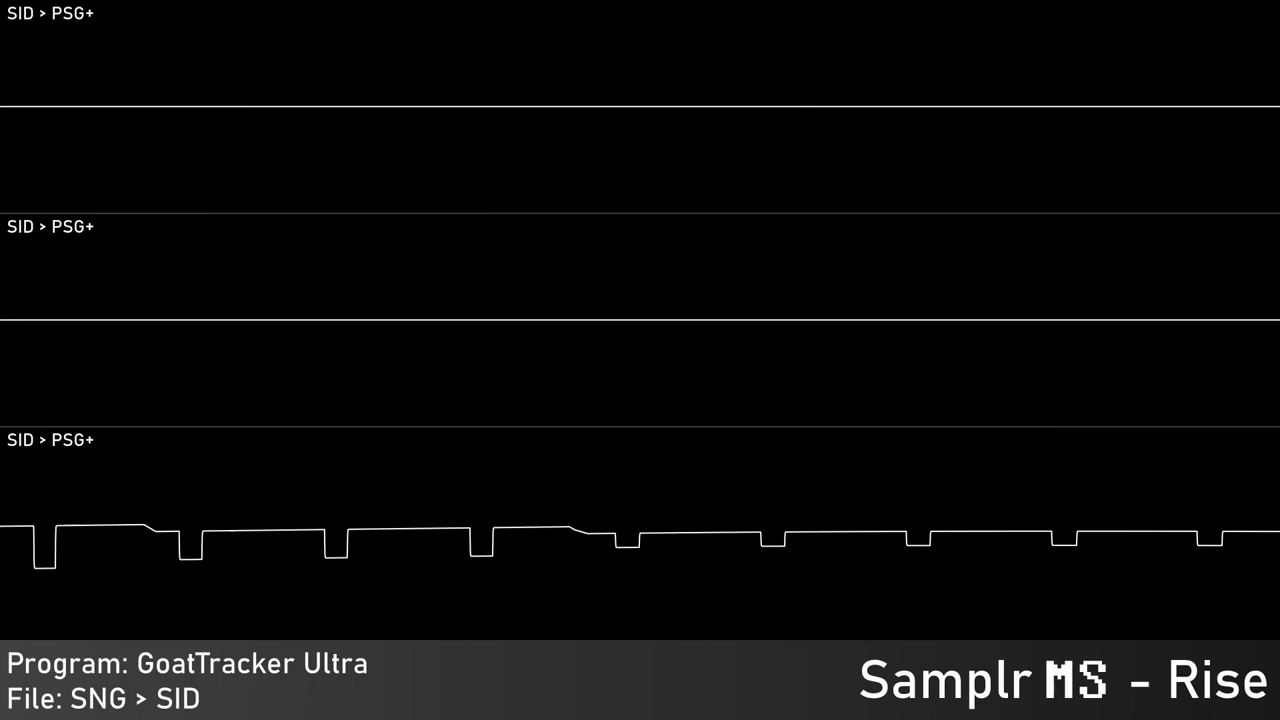 SID > PSG+
SID > PSG+
SID > PSG+
Program: GoatTracker Ultra
File: SNG > SID
Samplr MS - Rise